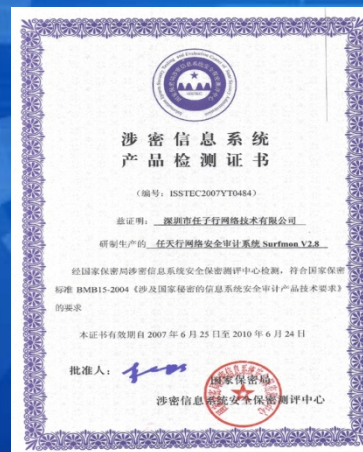 涉密信息系统
产品检测证书
（编号：ISSTEC2007YT0484）
兹证明：深圳市任子行网络技术有限公司
研制生产的 任天行网络安全审计系统 Surfmon V2.8
经国家保密局涉密信息系统安全保密测评中心检测，符合国家保密
标准 BMB15-2004《涉及国家秘密的信息系统安全审计产品技术要求》
的要求
本证书有效期自 2007 年 6 月 25 日至 2010 年 6 月 24 日
批准人：
国家保密局
涉密信息系统安全保密测评中心